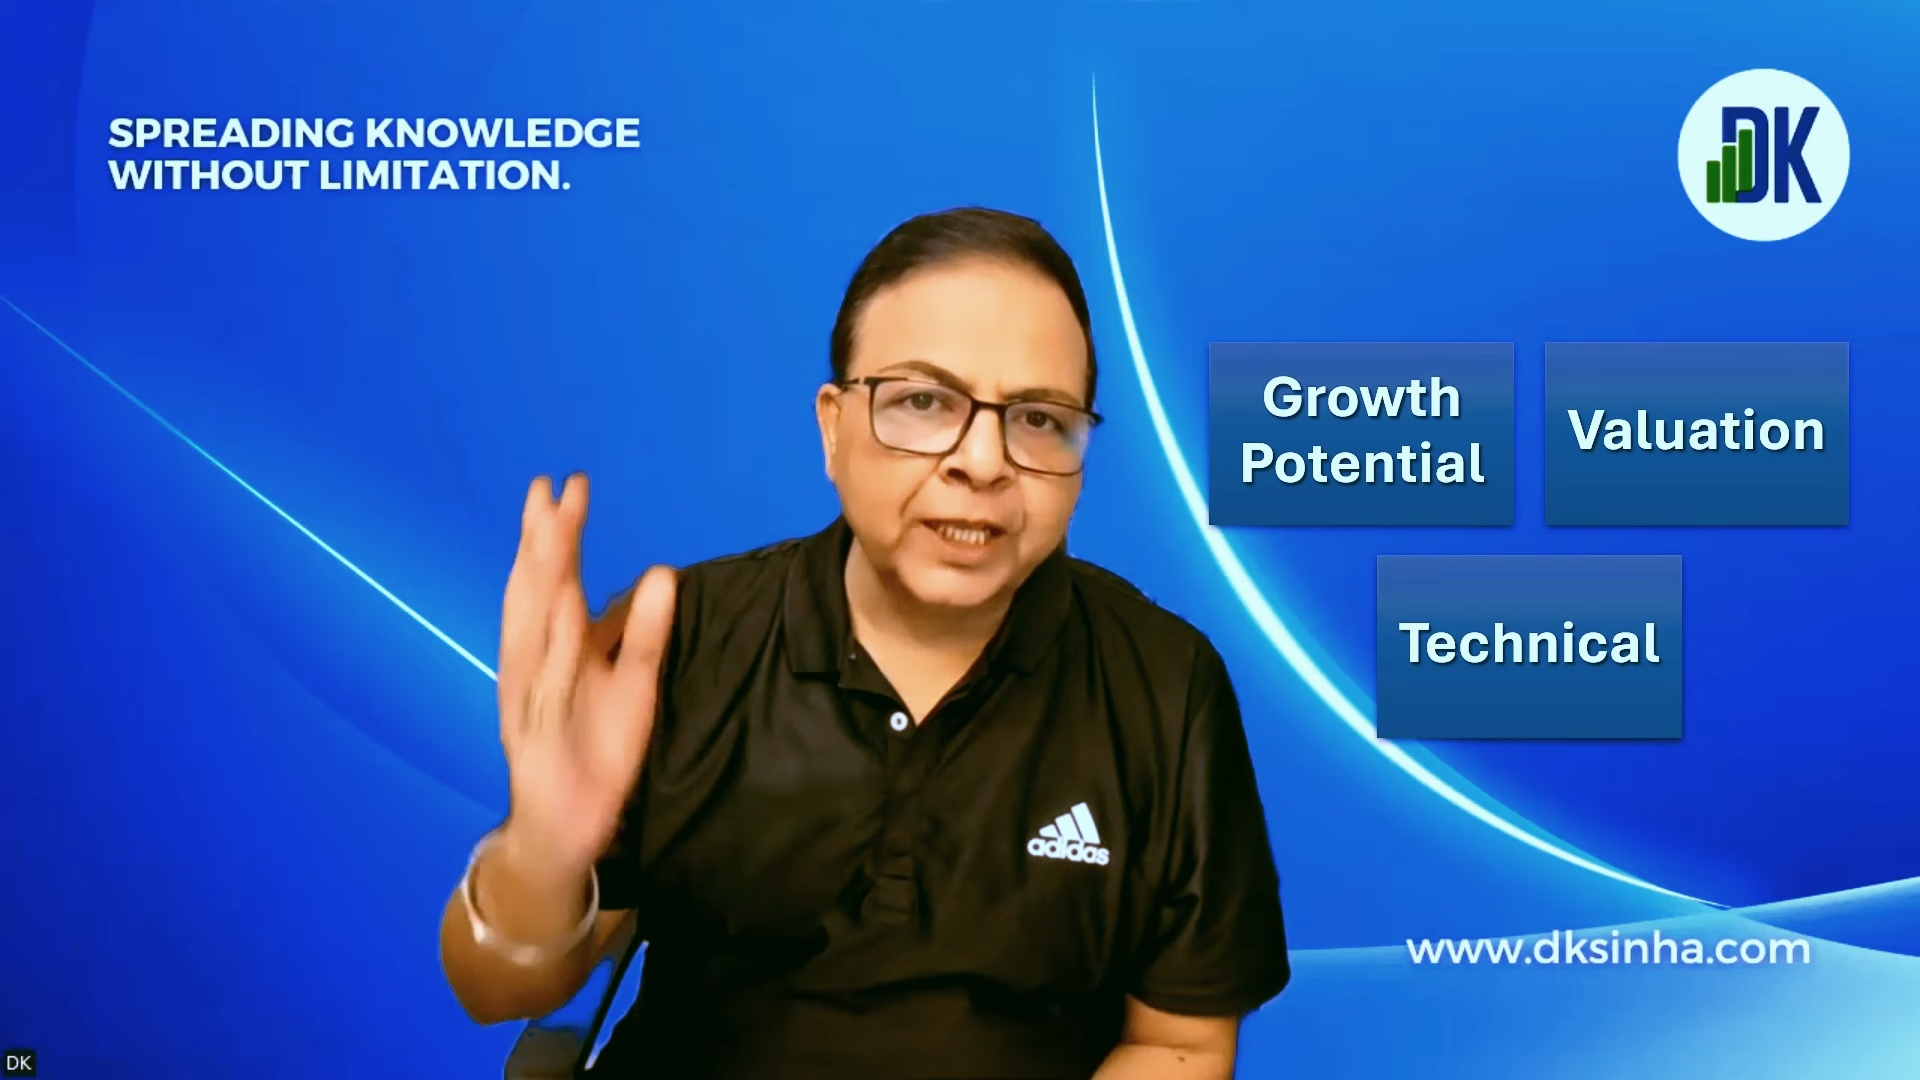 SPREADING KNOWLEDGE
WITHOUT LIMITATION.
DK
Growth
Potential
Valuation
Technical
adidas
www.dksinha.com
DK